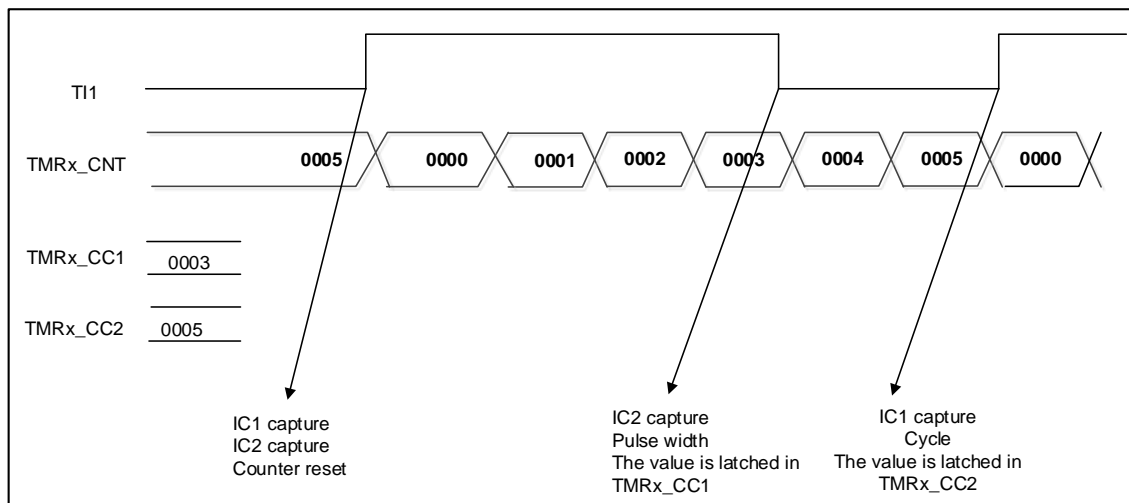 TI1
TMRx_CNT
0005 0000 0001 0002 0003 0004 0005 0000
TMRx_CC1
0003
TMRx_CC2
0005
IC1 capture
IC2 capture
Counter reset
IC2 capture
Pulse width
The value is latched in
TMRx_CC1
IC1 capture
Cycle
The value is latched in
TMRx_CC2